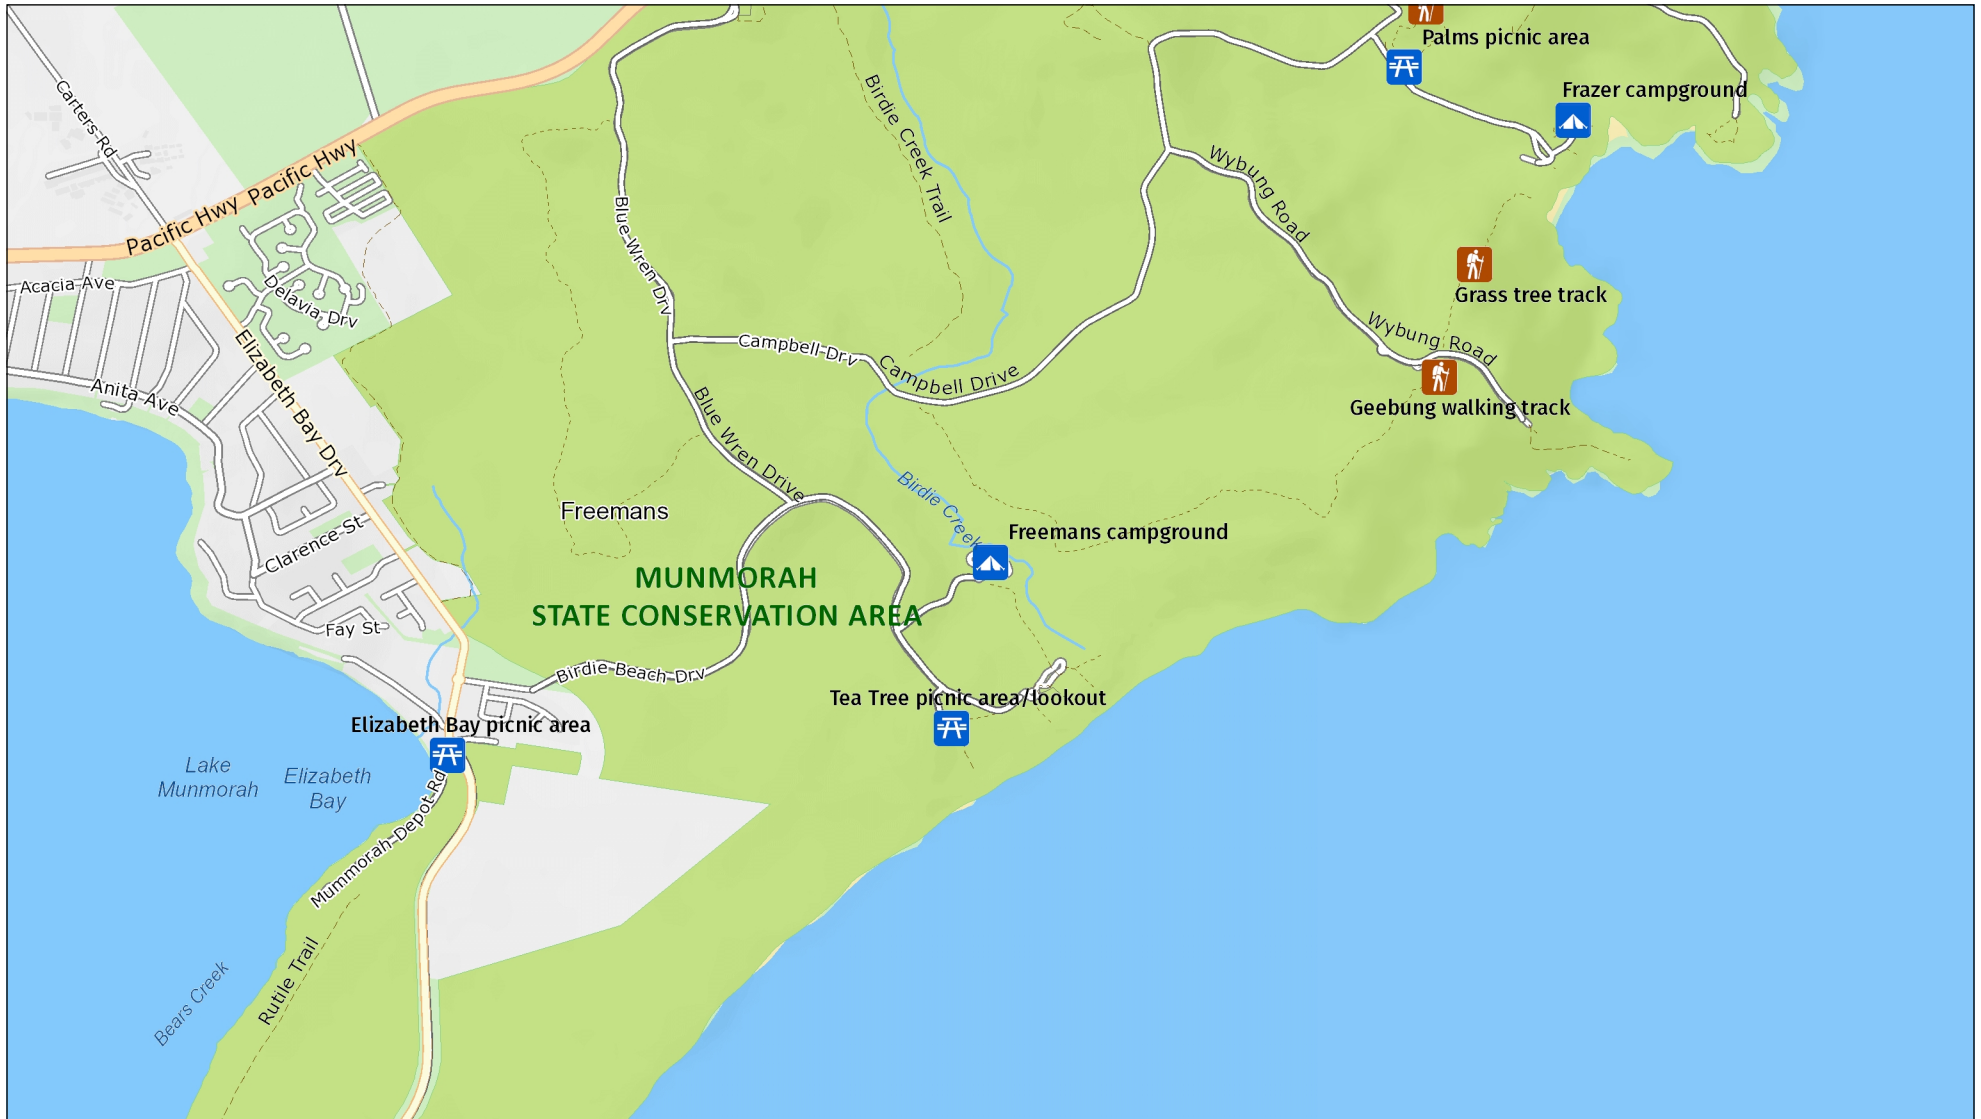 Palms picnic area
Frazer campground
Carters Rd
Birdie Creek Trail
Pacific Hwy
Pacific Hwy
Wybung Road
Blue Wren Drv
Grass tree track
Acacia Ave
Delavia Drv
Wybung Road
Elizabeth Bay Drv
Campbell Drv
Campbell Drive
Anita Ave
Blue Wren Drive
Geebung walking track
Birdie Creek
Freemans
Freemans campground
Clarence St
MUNMORAH
STATE CONSERVATION AREA
Fay St
Birdie Beach Drv
Tea Tree picnic area/lookout
Elizabeth Bay picnic area
Lake
Munmorah
Elizabeth
Bay
Mummorah Depot Rd
Rutile Trail
Bears Creek